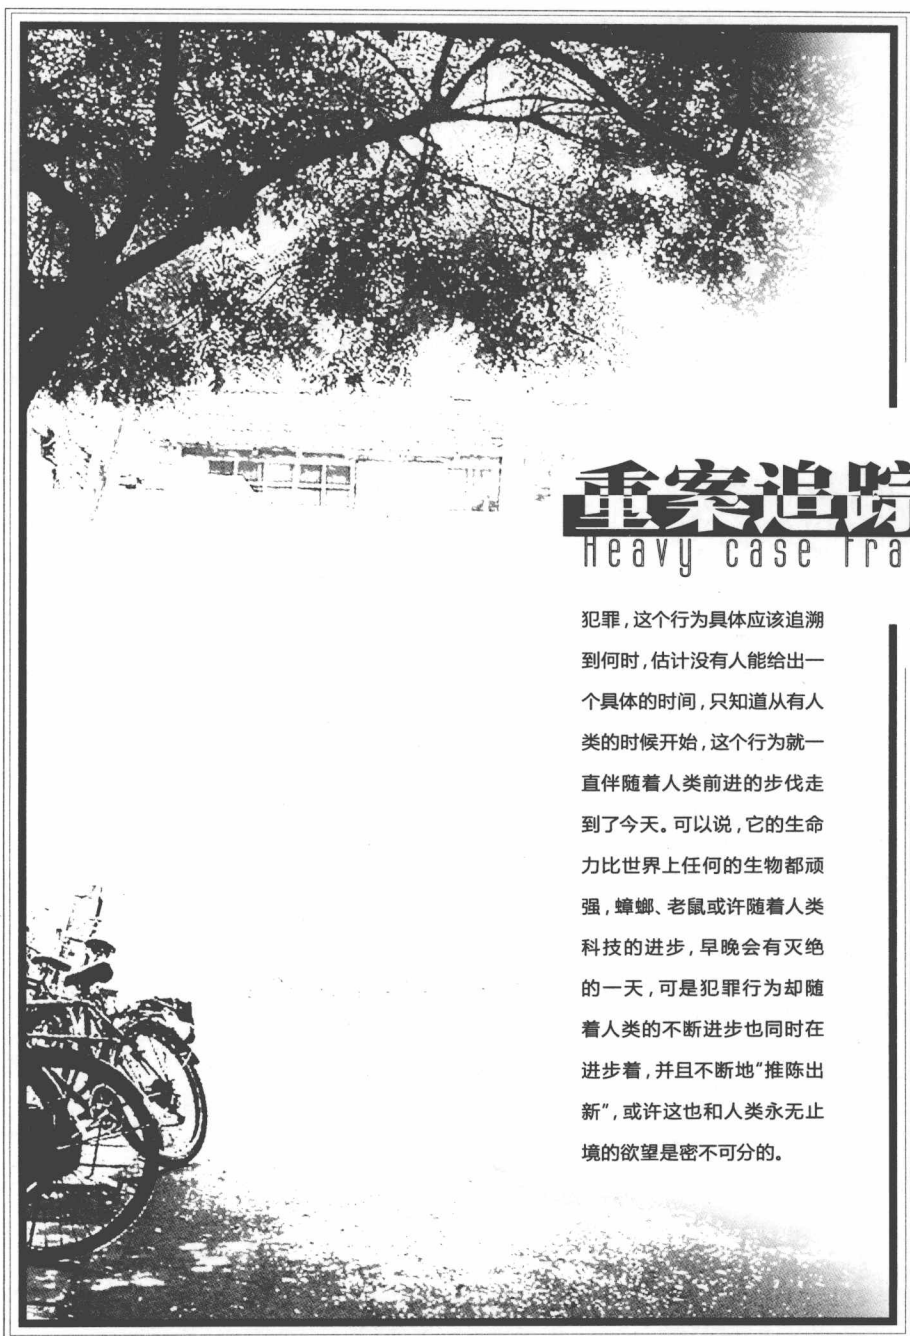 重案追踪
Heavy case tra
犯罪,这个行为具体应该追溯
到何时,估计没有人能给出一
个具体的时间,只知道从有人
类的时候开始,这个行为就一
直伴随着人类前进的步伐走
到了今天。可以说,它的生命
力比世界上任何的生物都顽
强,蟑螂、老鼠或许随着人类
科技的进步,早晚会有灭绝
的一天,可是犯罪行为却随
着人类的不断进步也同时在
进步着,并且不断地“推陈出
新”,或许这也和人类永无止
境的欲望是密不可分的。